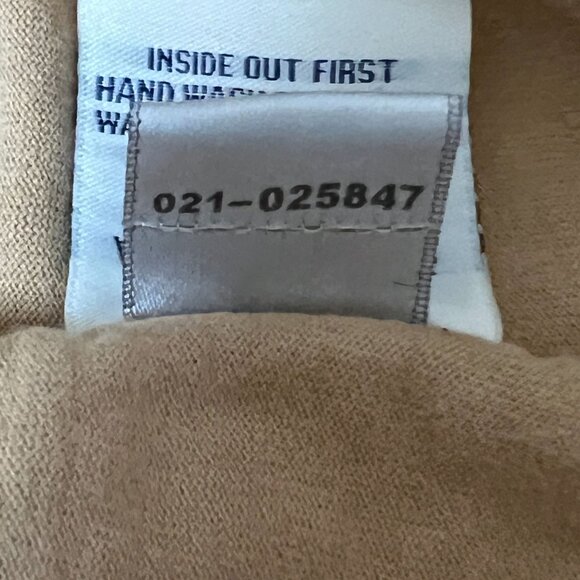 INSIDE OUT FIRST
HAND
021-025847